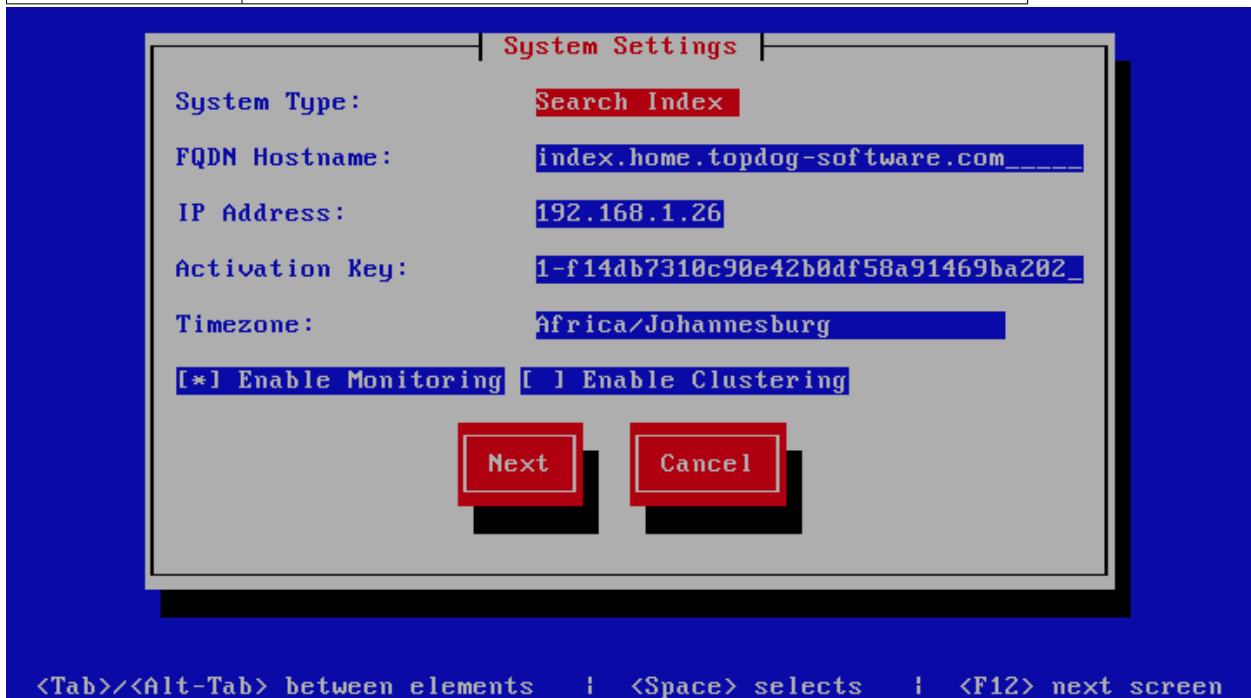 System Settings
System Type: Search Index
FQDN Hostname: index.home.topdog-software.com_____
IP Address: 192.168.1.26
Activation Key: 1-f14db7310c90e42b0df58a91469ba202_
Timezone: Africa/Johannesburg
[*] Enable Monitoring [ ] Enable Clustering
Next Cancel
<Tab>/<Alt-Tab> between elements | <Space> selects | <F12> next screen